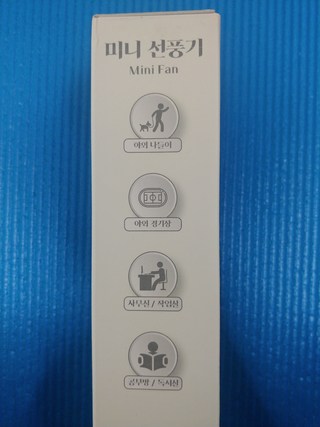 미니 선풍기
Mini Fan
야외 나들이
야외 경기장
사무실 / 작업실
공부방 / 독서실